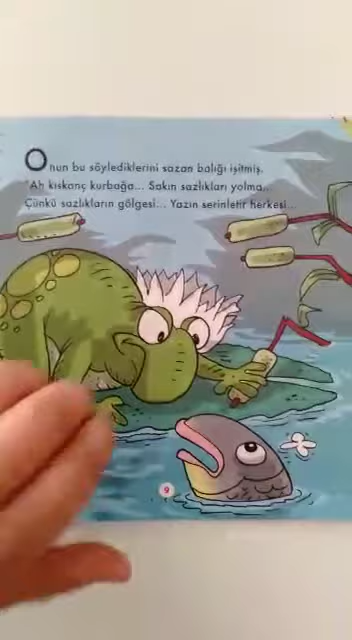 Onun bu söylediklerini sazan balığı işitmiş.
"Ah kıskanç kurbağa... Sakın sazlıkları yolma...
Çünkü sazlıkların gölgesi... Yazın serinletir herkesi...
9